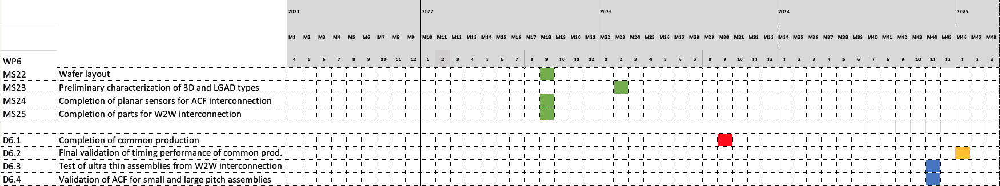 2021 2022 2023 2024 2025
M1 M2 M3 M4 M5 M6 M7 M8 M9 M10 M11 M12 M13 M14 M15 M16 M17 M18 M19 M20 M21 M22 M23 M24 M25 M26 M27 M28 M29 M30 M31 M32 M33 M34 M35 M36 M37 M38 M39 M40 M41 M42 M43 M44 M45 M46 M47 M48
WP6 4 5 6 7 8 9 10 11 12 1 2 3 4 5 6 7 8 9 10 11 12 1 2 3 4 5 6 7 8 9 10 11 12 1 2 3 4 5 6 7 8 9 10 11 12 1 2 3
MS22 Wafer layout
MS23 Preliminary characterization of 3D and LGAD types
MS24 Completion of planar sensors for ACF interconnection
MS25 Completion of parts for W2W interconnection
D6.1 Completion of common production
D6.2 FInal validation of timing performance of common prod.
D6.3 Test of ultra thin assemblies from W2W interconnection
D6.4 Validation of ACF for small and large pitch assemblies